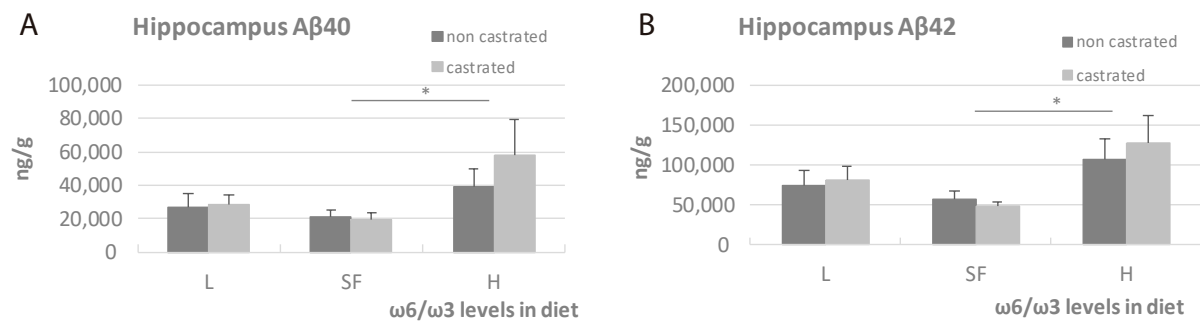 A
Hippocampus Aβ40
non castrated
castrated
100,000
80,000
60,000
40,000
20,000
0
ng/g
*
L
SF
H
ω6/ω3 levels in diet
B
Hippocampus Aβ42
non castrated
castrated
200,000
150,000
100,000
50,000
0
ng/g
*
L
SF
H
ω6/ω3 levels in diet